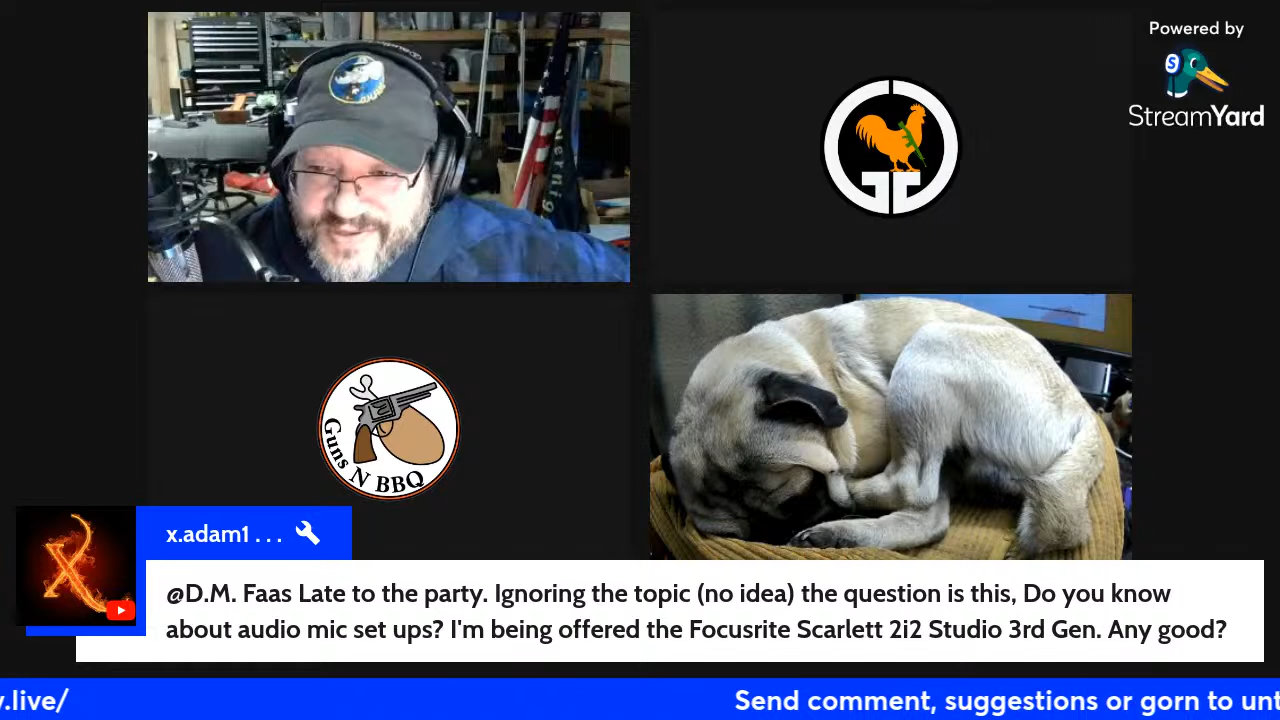 Powered by
StreamYard
Guns N BBQ
x.adam1 . . .
@D.M. Faas Late to the party. Ignoring the topic (no idea) the question is this, Do you know
about audio mic set ups? I'm being offered the Focusrite Scarlett 2i2 Studio 3rd Gen. Any good?
y.live/
Send comment, suggestions or gorn to unt